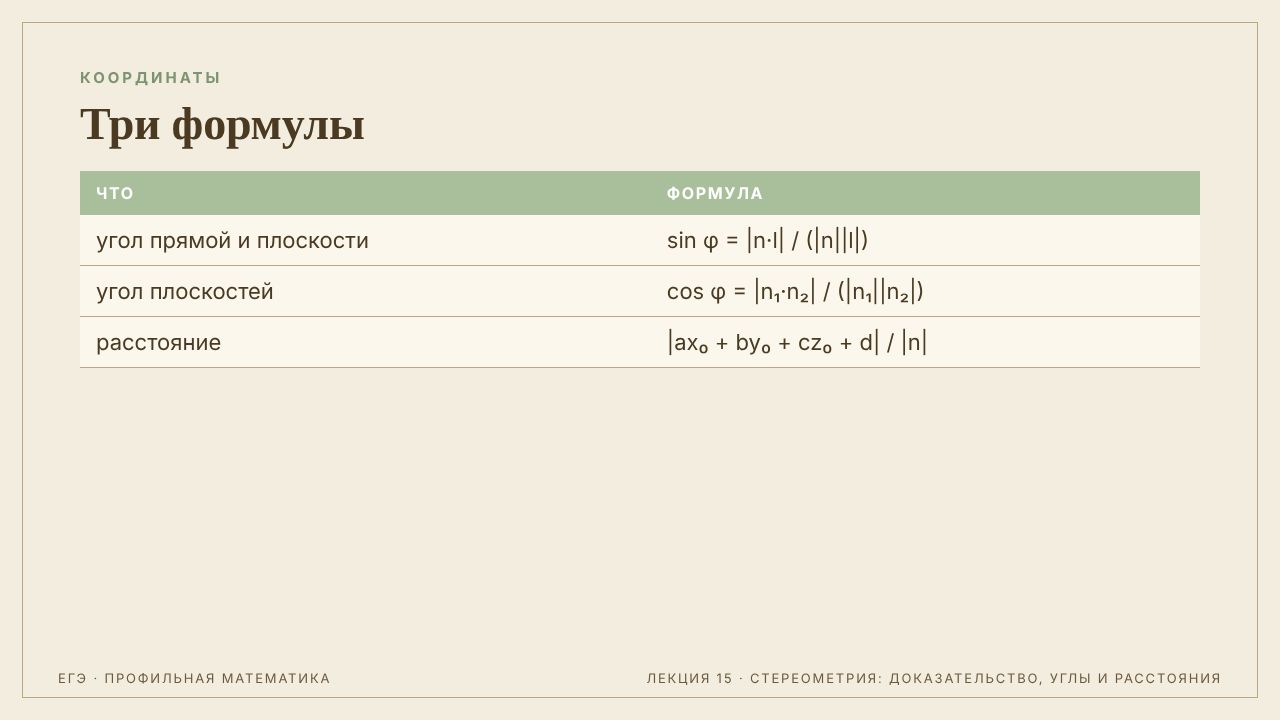 КООРДИНАТЫ
Три формулы
ЧТО ФОРМУЛА
угол прямой и плоскости sin φ = |n·l| / (|n||l|)
угол плоскостей cos φ = |n₁·n₂| / (|n₁||n₂|)
расстояние |ax₀ + by₀ + cz₀ + d| / |n|
ЕГЭ · ПРОФИЛЬНАЯ МАТЕМАТИКА ЛЕКЦИЯ 15 · СТЕРЕОМЕТРИЯ: ДОКАЗАТЕЛЬСТВО, УГЛЫ И РАССТОЯНИЯ